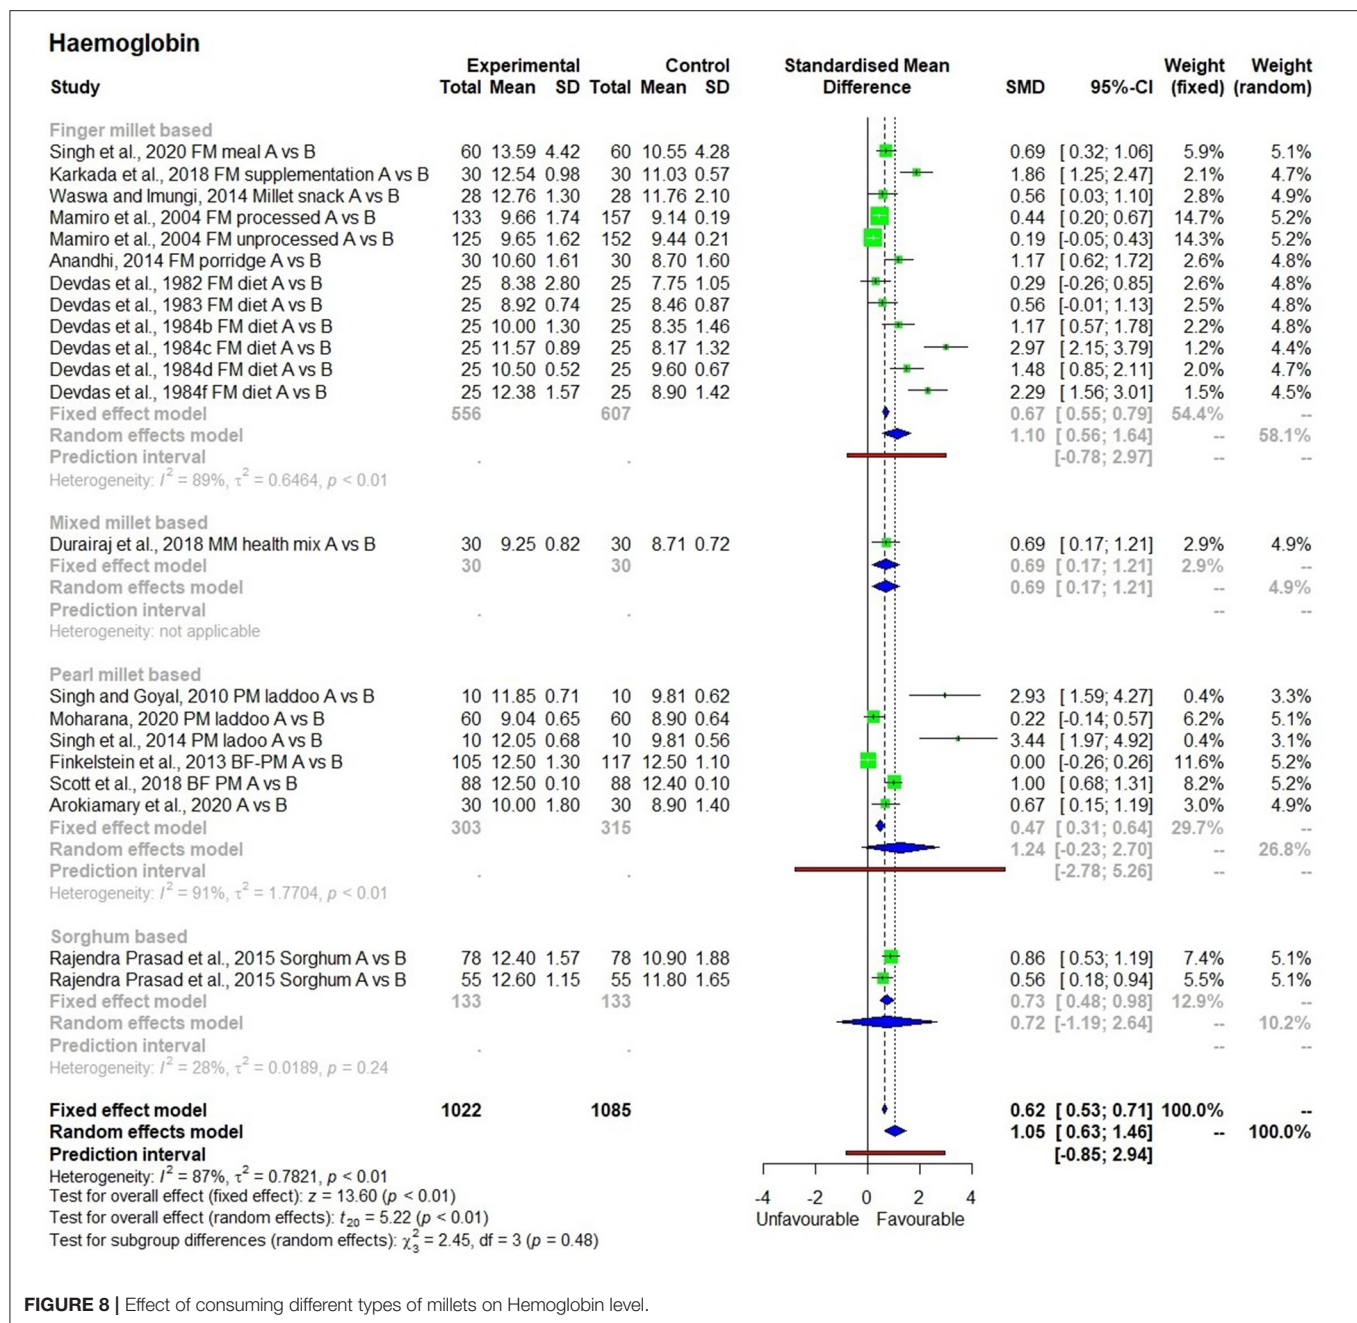 Haemoglobin
Experimental Control Standardised Mean Weight Weight
Study Total Mean SD Total Mean SD Difference SMD 95%-CI (fixed) (random)
Finger millet based
Singh et al., 2020 FM meal A vs B 60 13.59 4.42 60 10.55 4.28 0.69 [ 0.32; 1.06] 5.9% 5.1%
Karkada et al., 2018 FM supplementation A vs B 30 12.54 0.98 30 11.03 0.57 1.86 [ 1.25; 2.47] 2.1% 4.7%
Waswa and Imungi, 2014 Millet snack A vs B 28 12.76 1.30 28 11.76 2.10 0.56 [ 0.03; 1.10] 2.8% 4.9%
Mamiro et al., 2004 FM processed A vs B 133 9.66 1.74 157 9.14 0.19 0.44 [ 0.20; 0.67] 14.7% 5.2%
Mamiro et al., 2004 FM unprocessed A vs B 125 9.65 1.62 152 9.44 0.21 0.19 [-0.05; 0.43] 14.3% 5.2%
Anandhi, 2014 FM porridge A vs B 30 10.60 1.61 30 8.70 1.60 1.17 [ 0.62; 1.72] 2.6% 4.8%
Devdas et al., 1982 FM diet A vs B 25 8.38 2.80 25 7.75 1.05 0.29 [-0.26; 0.85] 2.6% 4.8%
Devdas et al., 1983 FM diet A vs B 25 8.92 0.74 25 8.46 0.87 0.56 [-0.01; 1.13] 2.5% 4.8%
Devdas et al., 1984b FM diet A vs B 25 10.00 1.30 25 8.35 1.46 1.17 [ 0.57; 1.78] 2.2% 4.8%
Devdas et al., 1984c FM diet A vs B 25 11.57 0.89 25 8.17 1.32 2.97 [ 2.15; 3.79] 1.2% 4.4%
Devdas et al., 1984d FM diet A vs B 25 10.50 0.52 25 9.60 0.67 1.48 [ 0.85; 2.11] 2.0% 4.7%
Devdas et al., 1984f FM diet A vs B 25 12.38 1.57 25 8.90 1.42 2.29 [ 1.56; 3.01] 1.5% 4.5%
Fixed effect model 556 607 0.67 [ 0.55; 0.79] 54.4% --
Random effects model 1.10 [ 0.56; 1.64] -- 58.1%
Prediction interval . . [-0.78; 2.97] -- --
Heterogeneity: I² = 89%, τ² = 0.6464, p < 0.01
Mixed millet based
Durairaj et al., 2018 MM health mix A vs B 30 9.25 0.82 30 8.71 0.72 0.69 [ 0.17; 1.21] 2.9% 4.9%
Fixed effect model 30 30 0.69 [ 0.17; 1.21] 2.9% --
Random effects model 0.69 [ 0.17; 1.21] -- 4.9%
Prediction interval . . -- --
Heterogeneity: not applicable
Pearl millet based
Singh and Goyal, 2010 PM laddoo A vs B 10 11.85 0.71 10 9.81 0.62 2.93 [ 1.59; 4.27] 0.4% 3.3%
Moharana, 2020 PM laddoo A vs B 60 9.04 0.65 60 8.90 0.64 0.22 [-0.14; 0.57] 6.2% 5.1%
Singh et al., 2014 PM ladoo A vs B 10 12.05 0.68 10 9.81 0.56 3.44 [ 1.97; 4.92] 0.4% 3.1%
Finkelstein et al., 2013 BF-PM A vs B 105 12.50 1.30 117 12.50 1.10 0.00 [-0.26; 0.26] 11.6% 5.2%
Scott et al., 2018 BF PM A vs B 88 12.50 0.10 88 12.40 0.10 1.00 [ 0.68; 1.31] 8.2% 5.2%
Arokiamary et al., 2020 A vs B 30 10.00 1.80 30 8.90 1.40 0.67 [ 0.15; 1.19] 3.0% 4.9%
Fixed effect model 303 315 0.47 [ 0.31; 0.64] 29.7% --
Random effects model 1.24 [-0.23; 2.70] -- 26.8%
Prediction interval . . [-2.78; 5.26] -- --
Heterogeneity: I² = 91%, τ² = 1.7704, p < 0.01
Sorghum based
Rajendra Prasad et al., 2015 Sorghum A vs B 78 12.40 1.57 78 10.90 1.88 0.86 [ 0.53; 1.19] 7.4% 5.1%
Rajendra Prasad et al., 2015 Sorghum A vs B 55 12.60 1.15 55 11.80 1.65 0.56 [ 0.18; 0.94] 5.5% 5.1%
Fixed effect model 133 133 0.73 [ 0.48; 0.98] 12.9% --
Random effects model 0.72 [-1.19; 2.64] -- 10.2%
Prediction interval . . -- --
Heterogeneity: I² = 28%, τ² = 0.0189, p = 0.24
Fixed effect model 1022 1085 0.62 [ 0.53; 0.71] 100.0% --
Random effects model 1.05 [ 0.63; 1.46] -- 100.0%
Prediction interval [-0.85; 2.94]
Heterogeneity: I² = 87%, τ² = 0.7821, p < 0.01
Test for overall effect (fixed effect): z = 13.60 (p < 0.01)
Test for overall effect (random effects): t₂₀ = 5.22 (p < 0.01)
Test for subgroup differences (random effects): χ²₃ = 2.45, df = 3 (p = 0.48)
-4 -2 0 2 4
Unfavourable Favourable
FIGURE 8 | Effect of consuming different types of millets on Hemoglobin level.